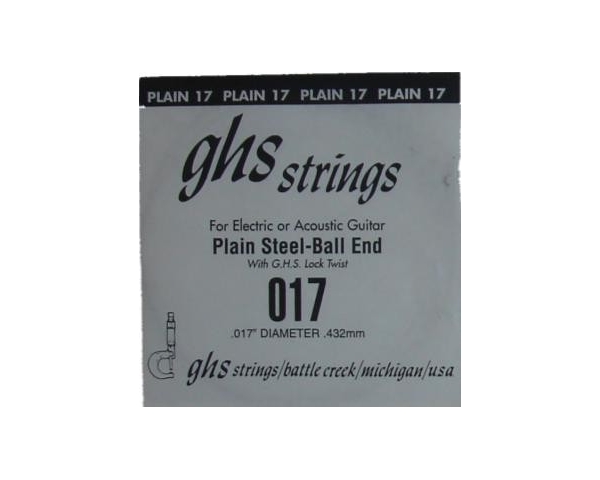 PLAIN 17 PLAIN 17 PLAIN 17 PLAIN 17
ghs strings
For Electric or Acoustic Guitar
Plain Steel-Ball End
With G.H.S. Lock Twist
017
.017" DIAMETER .432mm
ghs strings/battle creek/michigan/usa